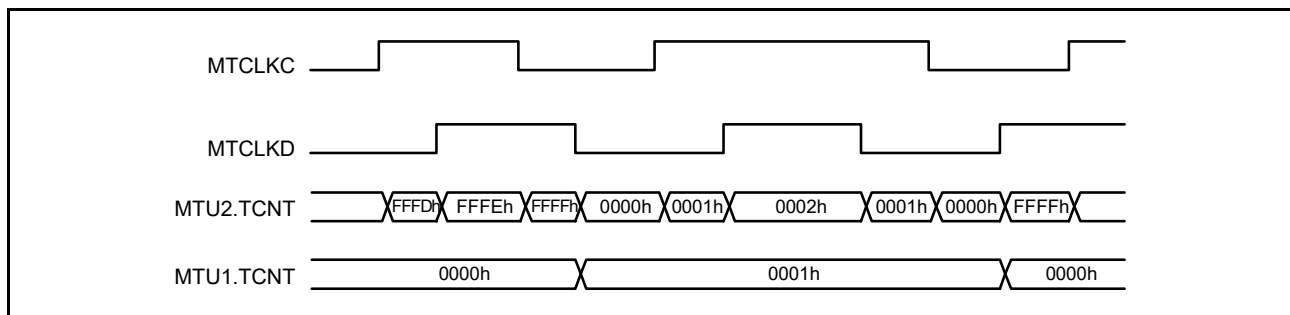 MTCLKC
MTCLKD
MTU2.TCNT FFFDh FFFEh FFFFh 0000h 0001h 0002h 0001h 0000h FFFFh
MTU1.TCNT 0000h 0001h 0000h